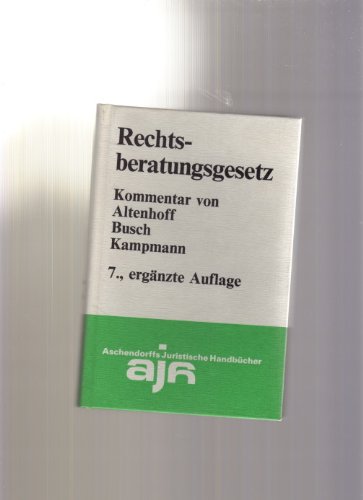 Rechts-
beratungsgesetz
Kommentar von
Altenhoff
Busch
Kampmann
7., ergänzte Auflage
Aschendorffs Juristische Handbücher
ajh